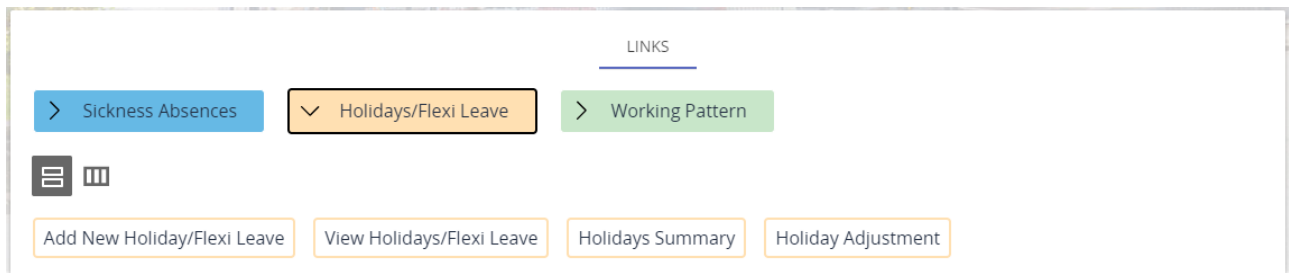 LINKS
Sickness Absences Holidays/Flexi Leave Working Pattern
Add New Holiday/Flexi Leave View Holidays/Flexi Leave Holidays Summary Holiday Adjustment